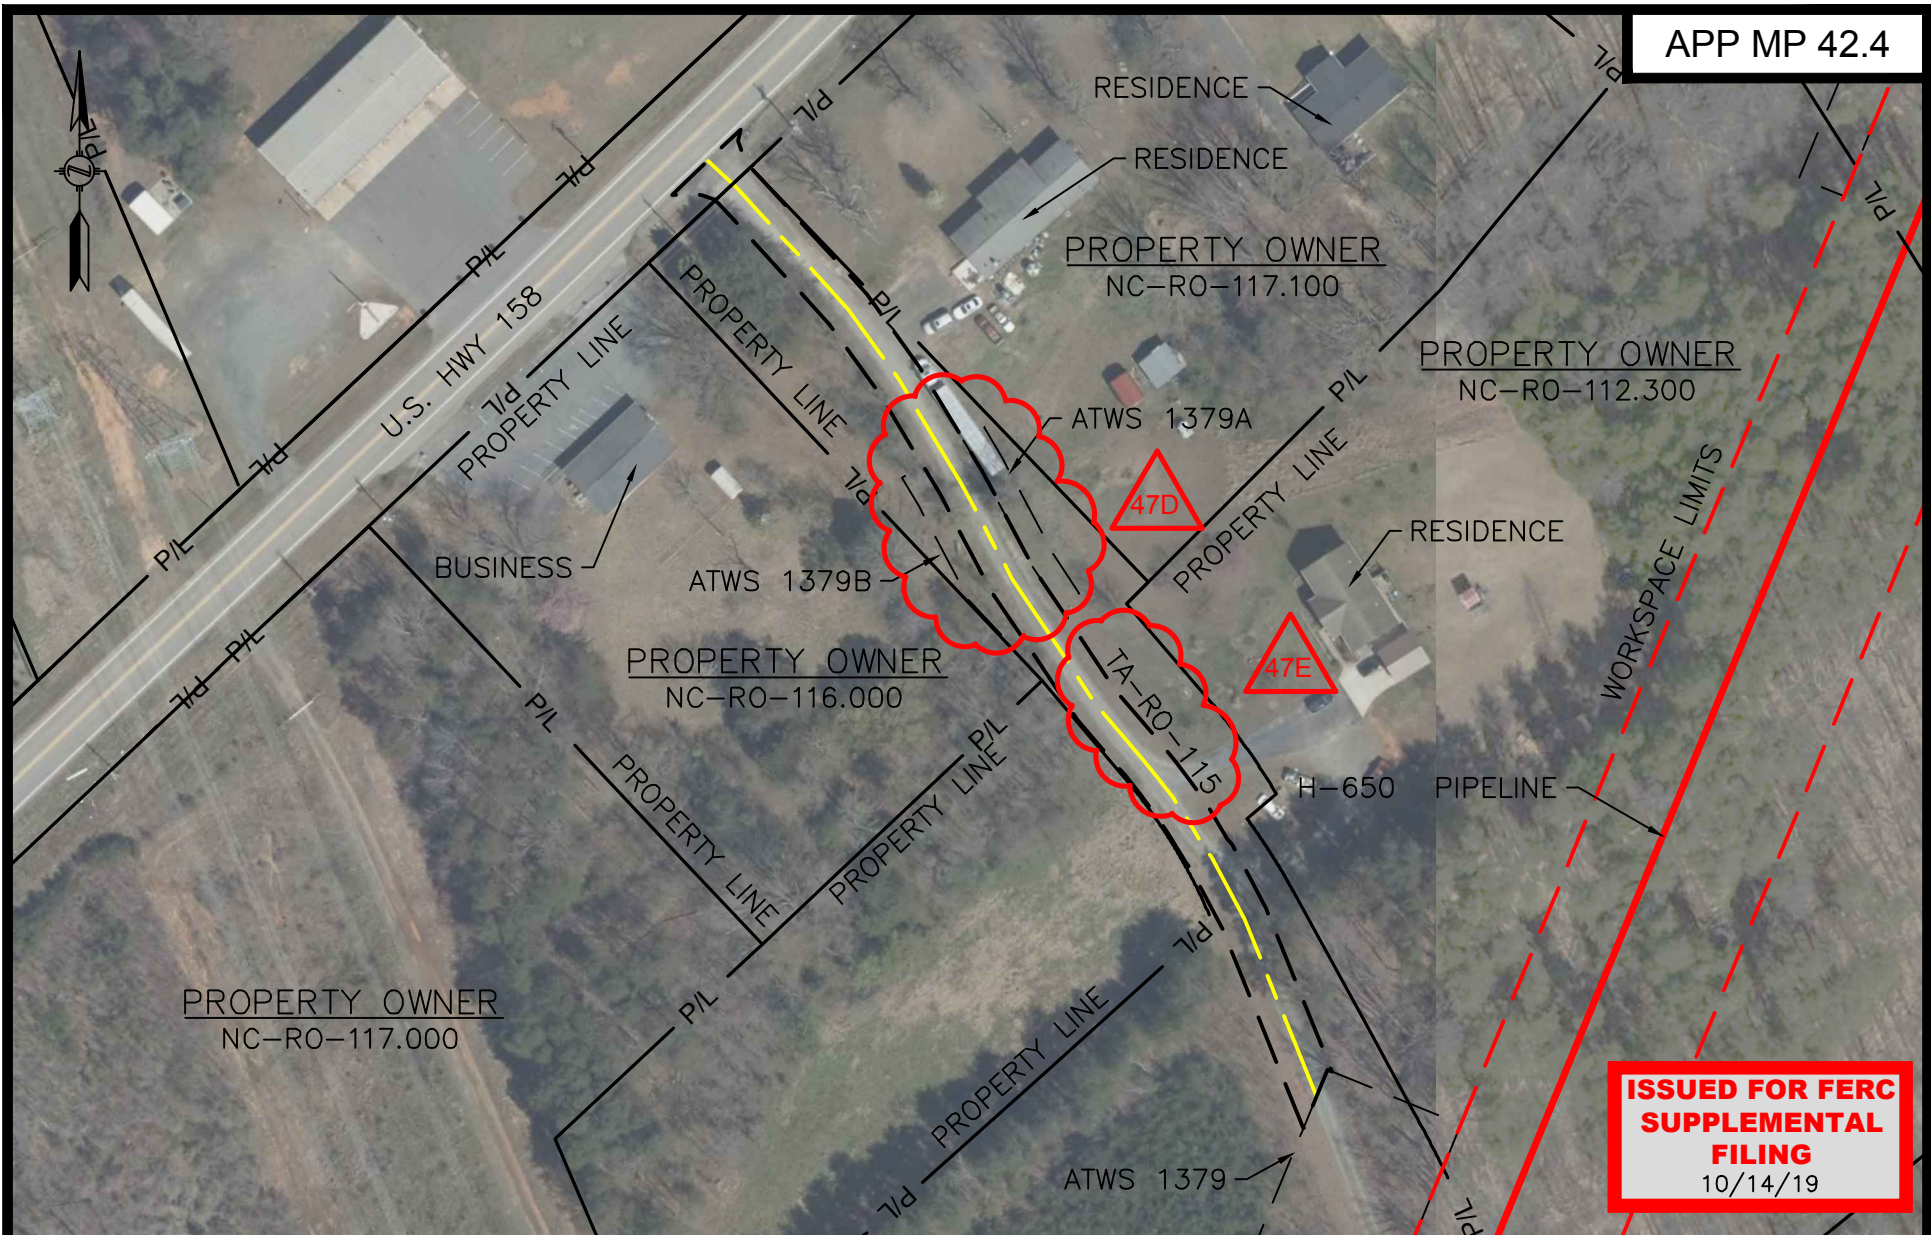 APP MP 42.4
P/L
P/L
RESIDENCE
P/L
P/L
RESIDENCE
P/L
P/L
PROPERTY OWNER
NC-RO-117.100
P/L
PROPERTY LINE
P/L
U.S. HWY 158
PROPERTY LINE
P/L
PROPERTY LINE
PROPERTY OWNER
NC-RO-112.300
P/L
ATWS 1379A
P/L
P/L
47D
PROPERTY LINE
WORKSPACE LIMITS
RESIDENCE
P/L
BUSINESS
ATWS 1379B
P/L
P/L
47E
PROPERTY OWNER
NC-RO-116.000
TA-RO-115
P/L
P/L
PROPERTY LINE
PROPERTY LINE
H-650
PIPELINE
P/L
P/L
PROPERTY OWNER
NC-RO-117.000
PROPERTY LINE
ATWS 1379
P/L
P/L
ISSUED FOR FERC
SUPPLEMENTAL
FILING
10/14/19
N